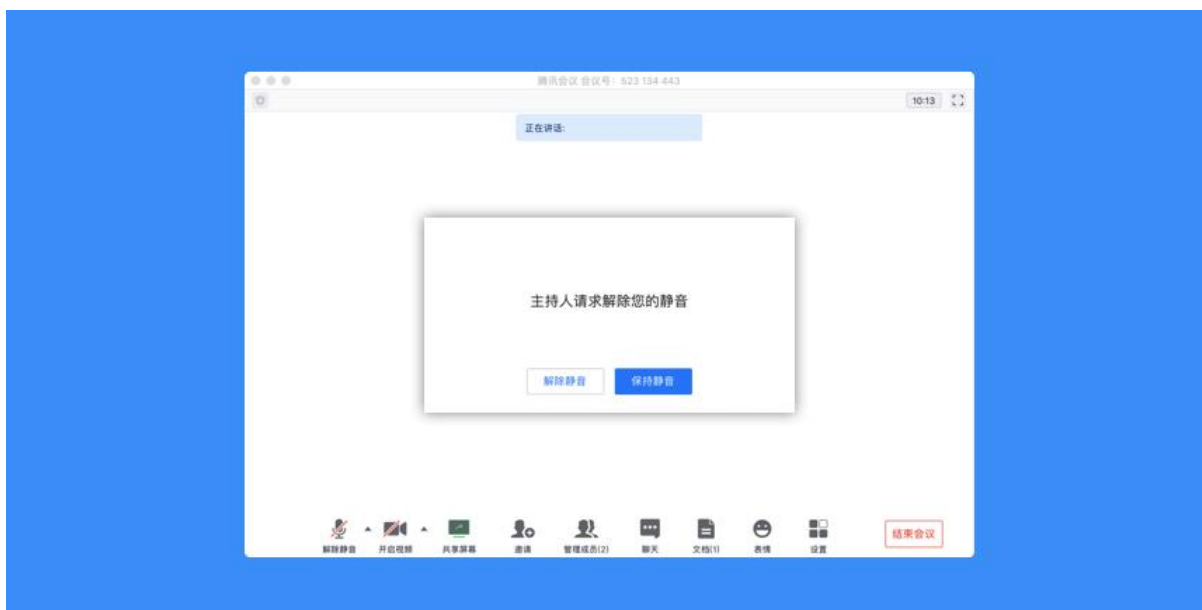 腾讯会议 会议号：523 134 443
10:13
正在讲话:
主持人请求解除您的静音
解除静音 保持静音
解除静音 开启视频 共享屏幕 邀请 管理成员(2) 聊天 文档(1) 表情 设置 结束会议